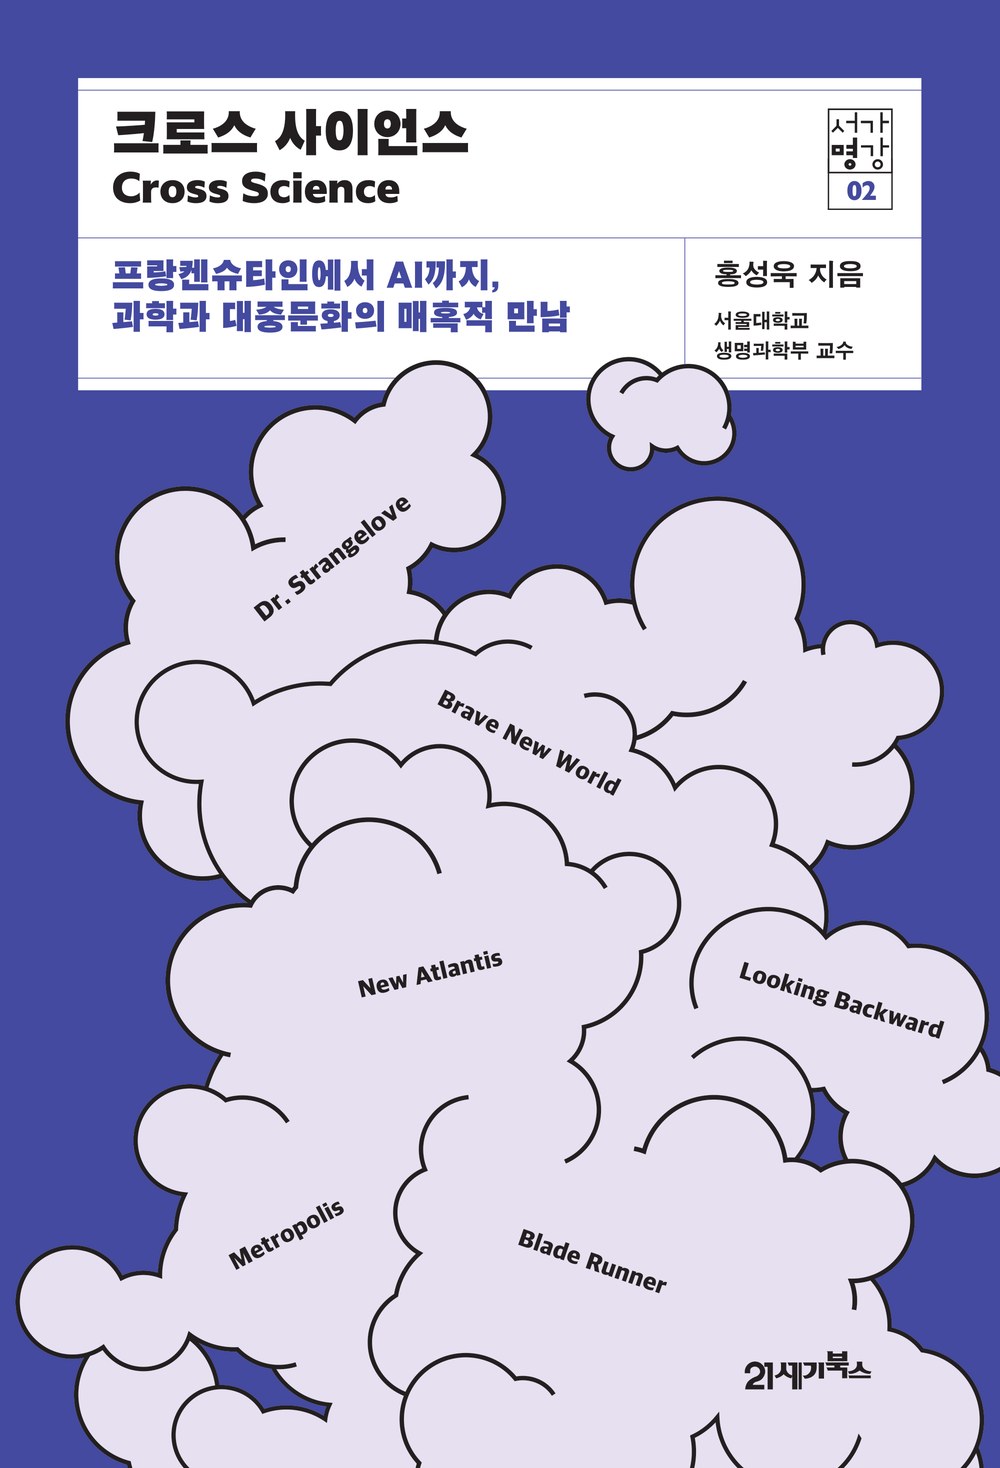 크로스 사이언스
Cross Science
서가
명강
02
프랑켄슈타인에서 AI까지,
과학과 대중문화의 매혹적 만남
홍성욱 지음
서울대학교
생명과학부 교수
Dr. Strangelove
Brave New World
New Atlantis
Looking Backward
Metropolis
Blade Runner
21세기북스